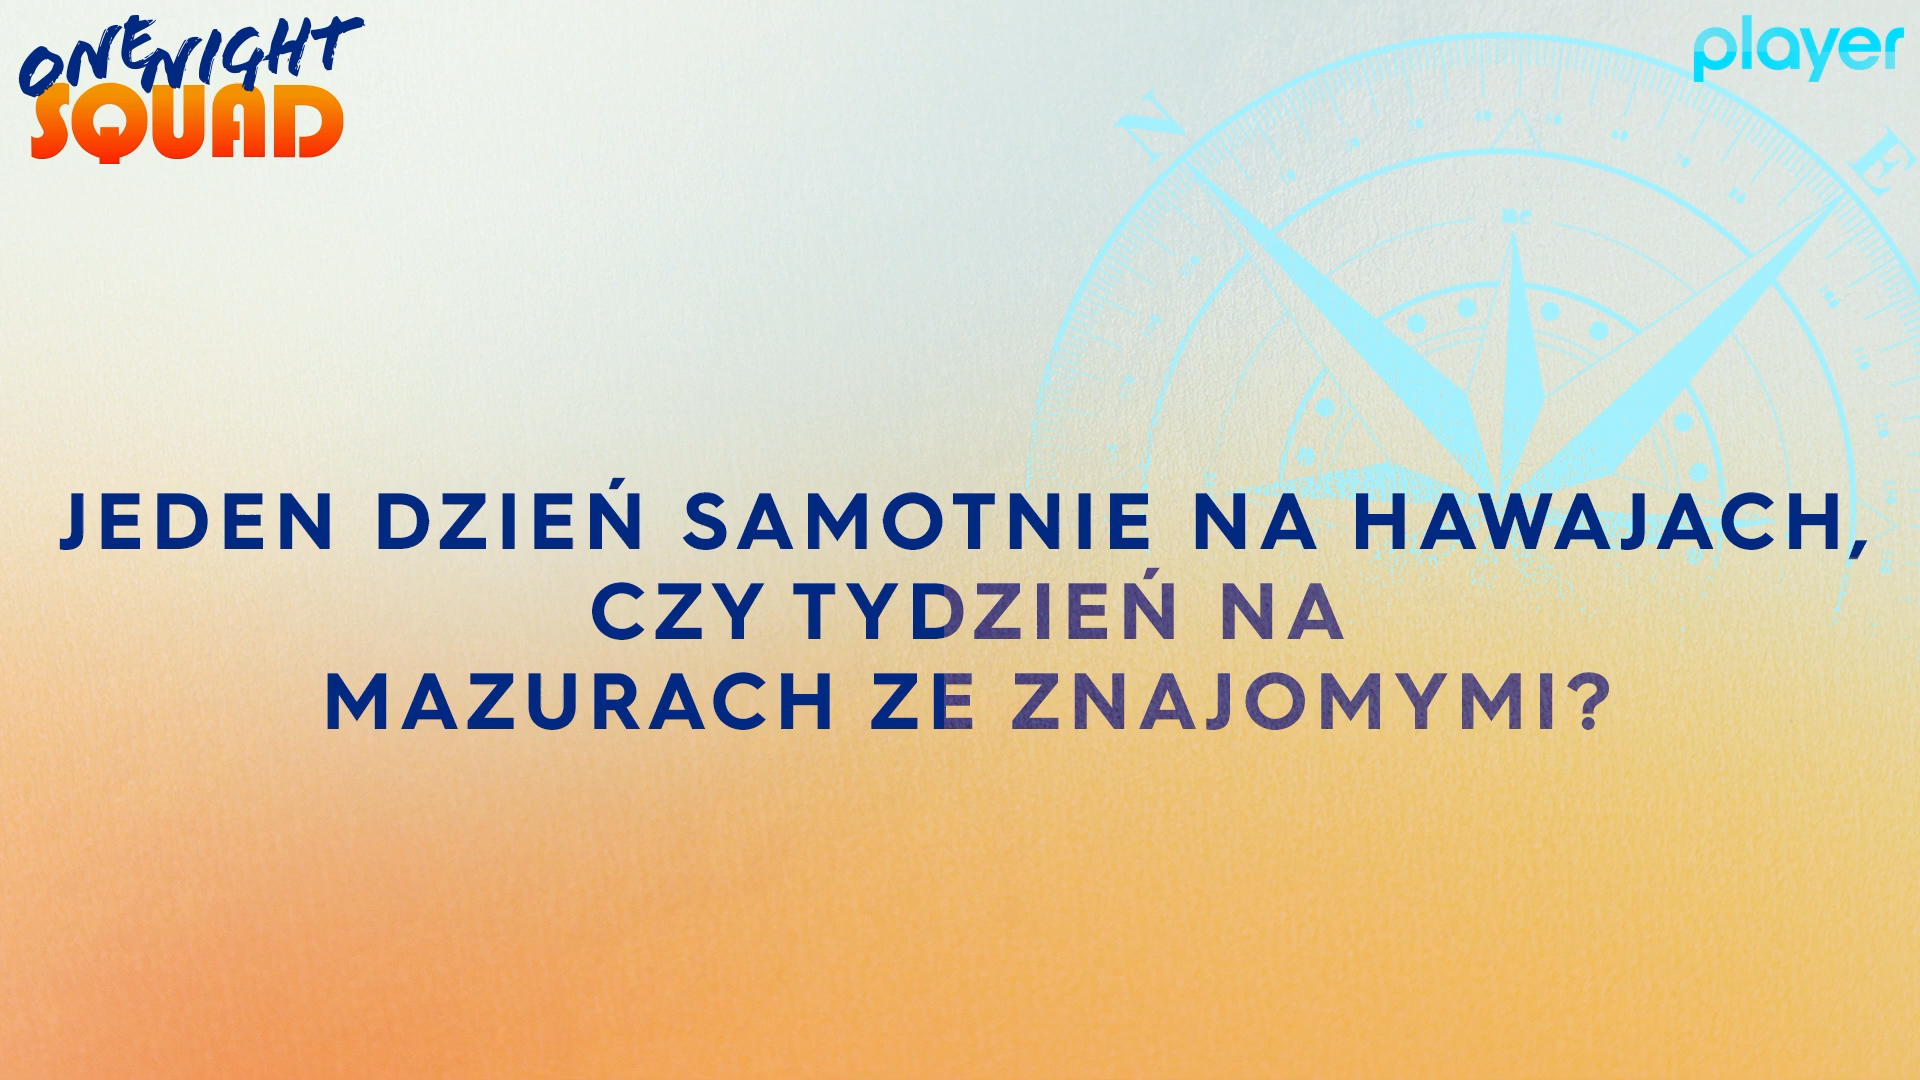 ONE NIGHT
SQUAD
player
N
E
JEDEN DZIEŃ SAMOTNIE NA HAWAJACH,
CZY TYDZIEŃ NA
MAZURACH ZE ZNAJOMYMI?